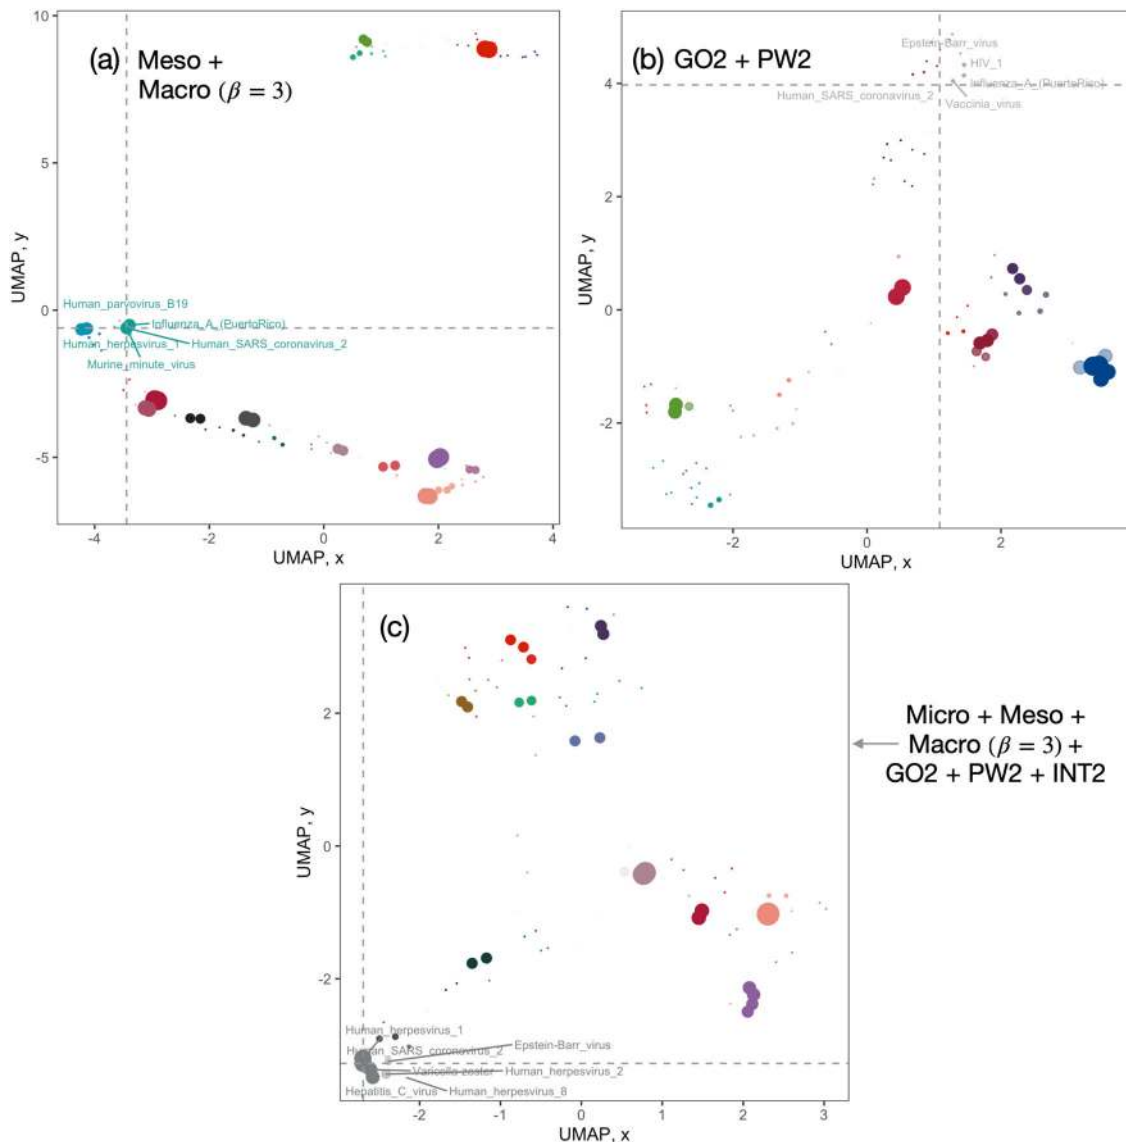 (a) Meso +
Macro (β = 3)
10
5
0
-5
UMAP, y
Human_parvovirus_B19
Influenza_A_(PuertoRico)
Human_herpesvirus_1
Human_SARS_coronavirus_2
Murine_minute_virus
-4 -2 0 2 4
UMAP, x
(b) GO2 + PW2
Epstein-Barr_virus
HIV_1
Influenza_A_(PuertoRico)
Human_SARS_coronavirus_2
Vaccinia_virus
4
2
0
-2
UMAP, y
-2 0 2
UMAP, x
(c)
2
0
-2
UMAP, y
Human_herpesvirus_1
Human_SARS_coronavirus_2
Epstein-Barr_virus
Varicella-zoster
Human_herpesvirus_2
Hepatitis_C_virus
Human_herpesvirus_8
-2 -1 0 1 2 3
UMAP, x
Micro + Meso +
Macro (β = 3) +
GO2 + PW2 + INT2